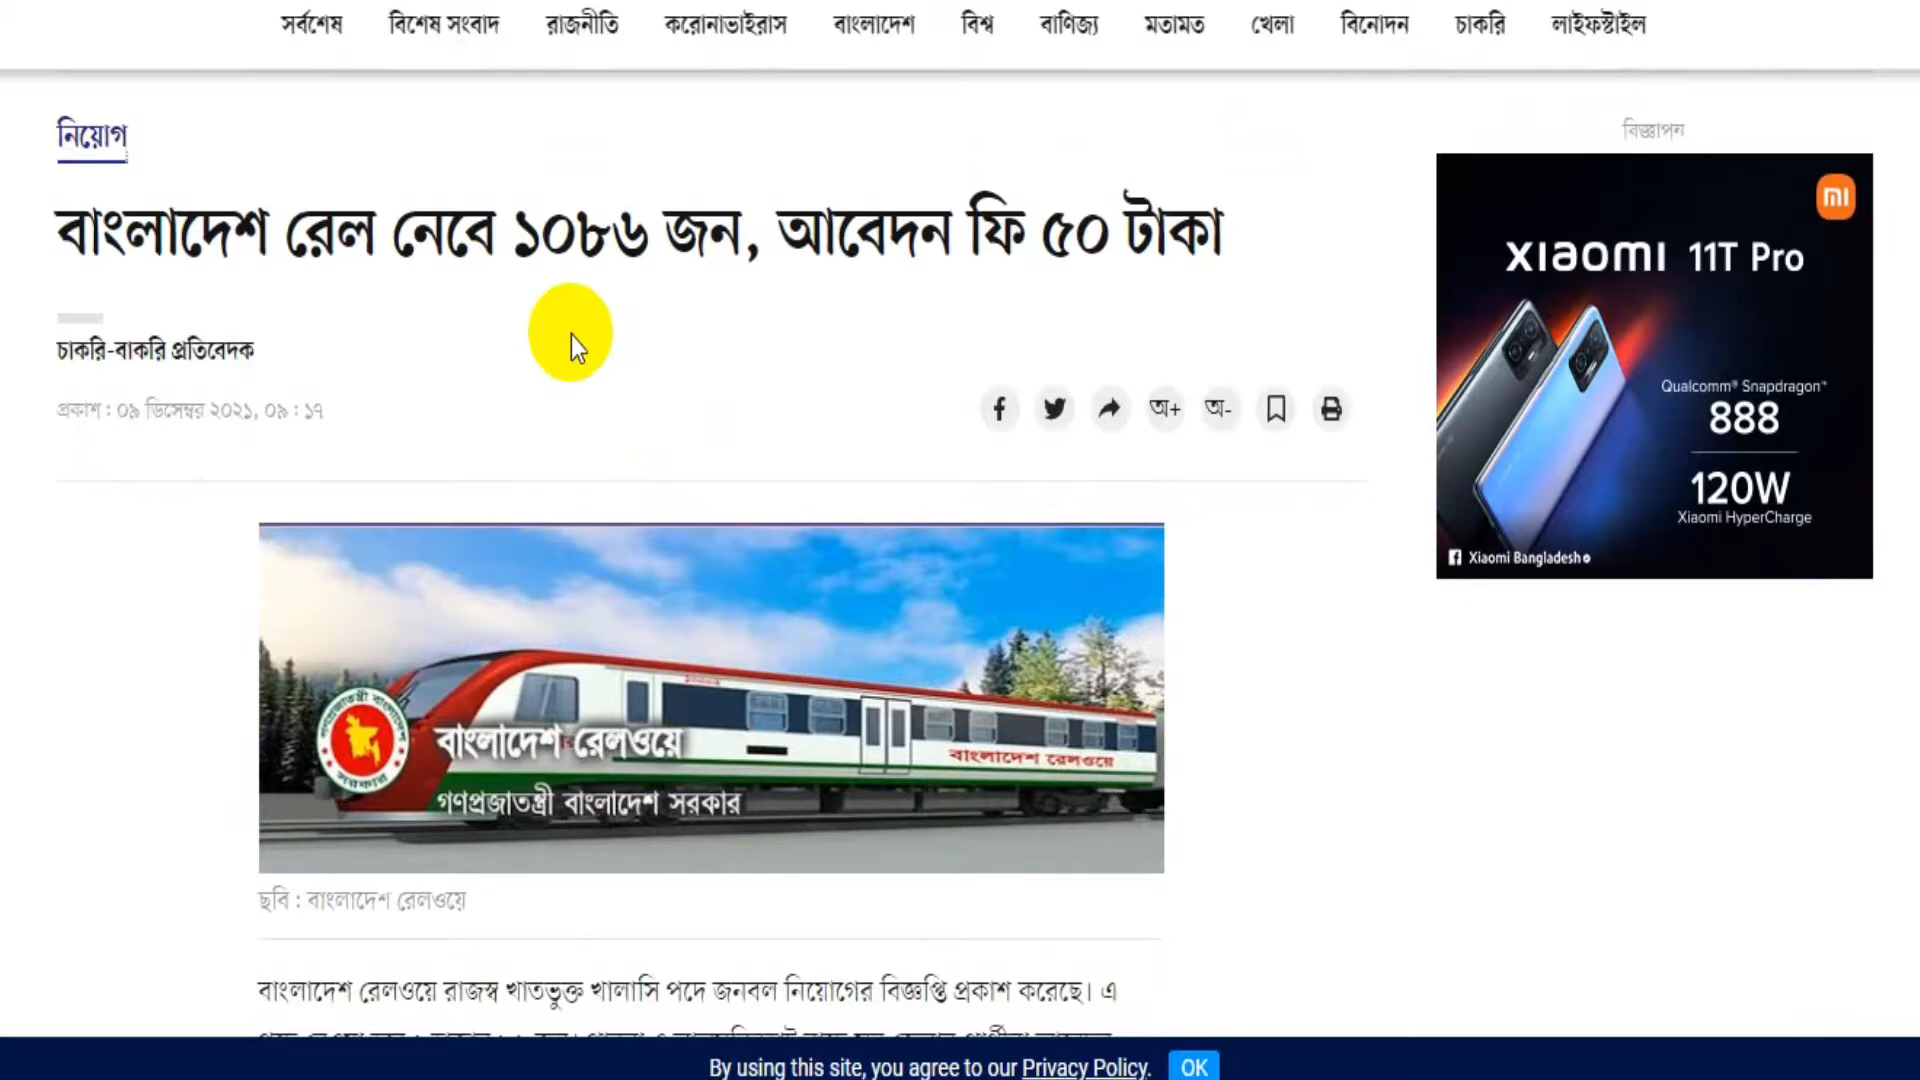 সর্বশেষ বিশেষ সংবাদ রাজনীতি করোনাভাইরাস বাংলাদেশ বিশ্ব বাণিজ্য মতামত খেলা বিনোদন চাকরি লাইফস্টাইল
নিয়োগ
বাংলাদেশ রেল নেবে ১০৮৬ জন, আবেদন ফি ৫০ টাকা
চাকরি-বাকরি প্রতিবেদক
প্রকাশ : ০৯ ডিসেম্বর ২০২১, ০৯ : ১৭
অ+ অ-
বিজ্ঞাপন
mi
XIAOMI 11T Pro
Qualcomm® Snapdragon™
888
120W
Xiaomi HyperCharge
Xiaomi Bangladesh
বাংলাদেশ রেলওয়ে
বাংলাদেশ রেলওয়ে
গণপ্রজাতন্ত্রী বাংলাদেশ সরকার
ছবি : বাংলাদেশ রেলওয়ে
বাংলাদেশ রেলওয়ে রাজস্ব খাতভুক্ত খালাসি পদে জনবল নিয়োগের বিজ্ঞপ্তি প্রকাশ করেছে। এ
By using this site, you agree to our Privacy Policy. OK